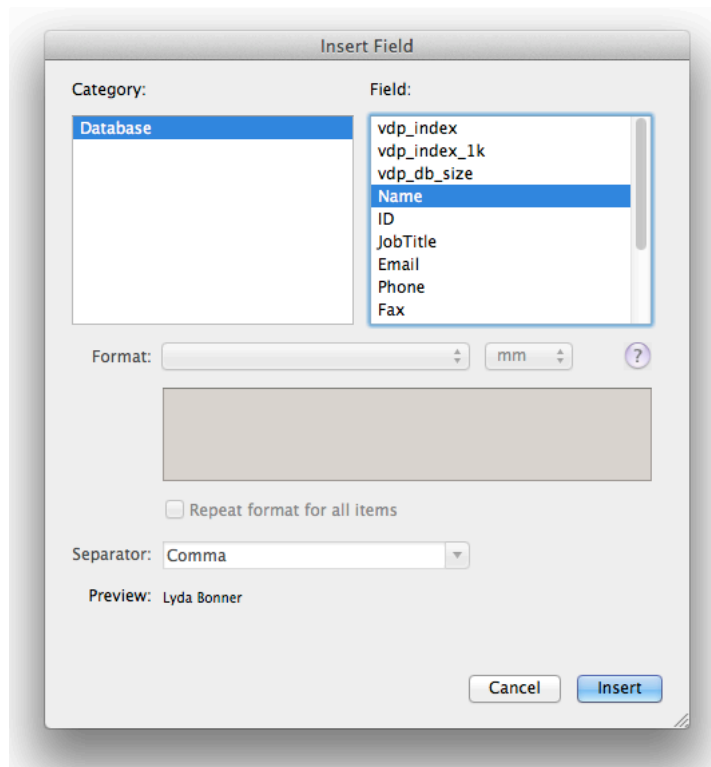 Insert Field
Category:
Field:
Database
vdp_index
vdp_index_1k
vdp_db_size
Name
ID
JobTitle
Email
Phone
Fax
Format:
mm
?
Repeat format for all items
Separator: Comma
Preview: Lyda Bonner
Cancel
Insert